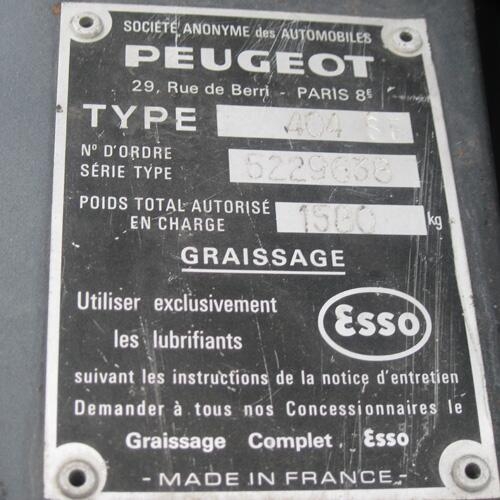 SOCIÉTÉ ANONYME des AUTOMOBILES
PEUGEOT
29, Rue de Berri - PARIS 8E
TYPE 404
N° D'ORDRE
SÉRIE TYPE 5229638
POIDS TOTAL AUTORISÉ
EN CHARGE 1580 kg
GRAISSAGE
Utiliser exclusivement
les lubrifiants
Esso
suivant les instructions de la notice d'entretien
Demander à tous nos Concessionnaires le
Graissage Complet Esso
- MADE IN FRANCE -